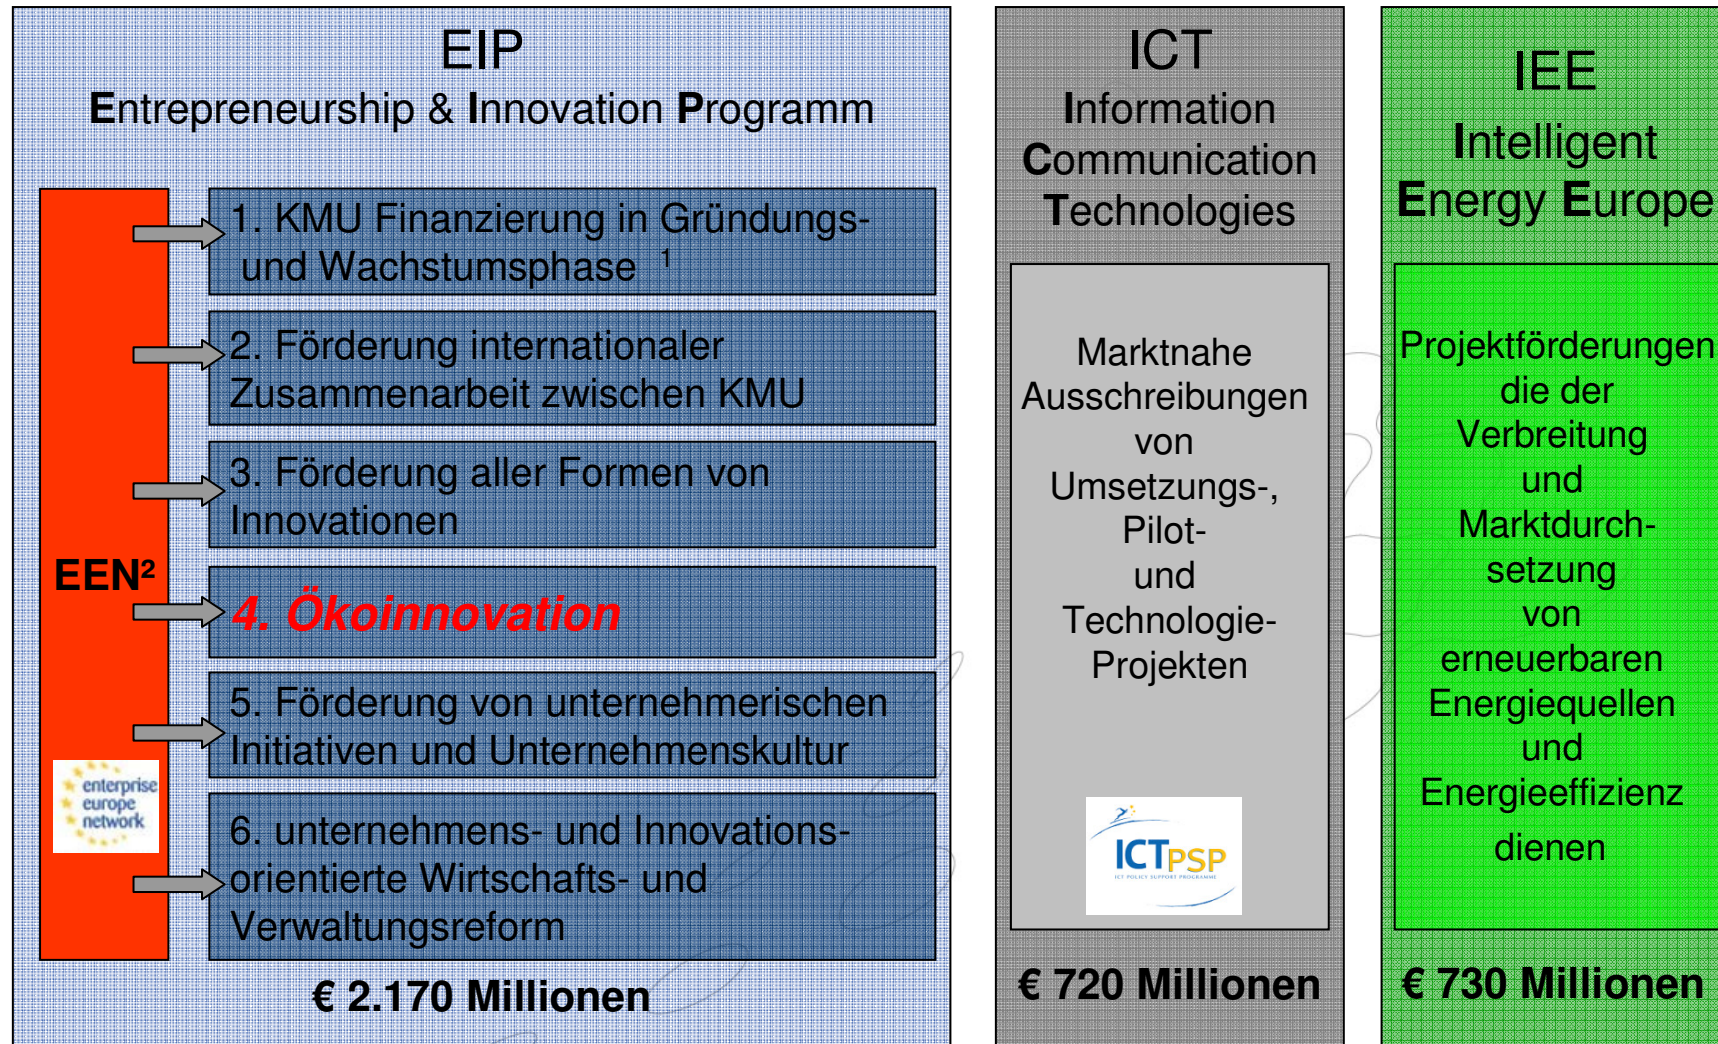 EIP
Entrepreneurship & Innovation Programm
EEN²
enterprise
europe
network
1. KMU Finanzierung in Gründungs-
und Wachstumsphase ¹
2. Förderung internationaler
Zusammenarbeit zwischen KMU
3. Förderung aller Formen von
Innovationen
4. Ökoinnovation
5. Förderung von unternehmerischen
Initiativen und Unternehmenskultur
6. unternehmens- und Innovations-
orientierte Wirtschafts- und
Verwaltungsreform
€ 2.170 Millionen
ICT
Information
Communication
Technologies
Marktnahe
Ausschreibungen
von
Umsetzungs-,
Pilot-
und
Technologie-
Projekten
ICTPSP
ICT POLICY SUPPORT PROGRAMME
€ 720 Millionen
IEE
Intelligent
Energy Europe
Projektförderungen
die der
Verbreitung
und
Marktdurch-
setzung
von
erneuerbaren
Energiequellen
und
Energieeffizienz
dienen
€ 730 Millionen